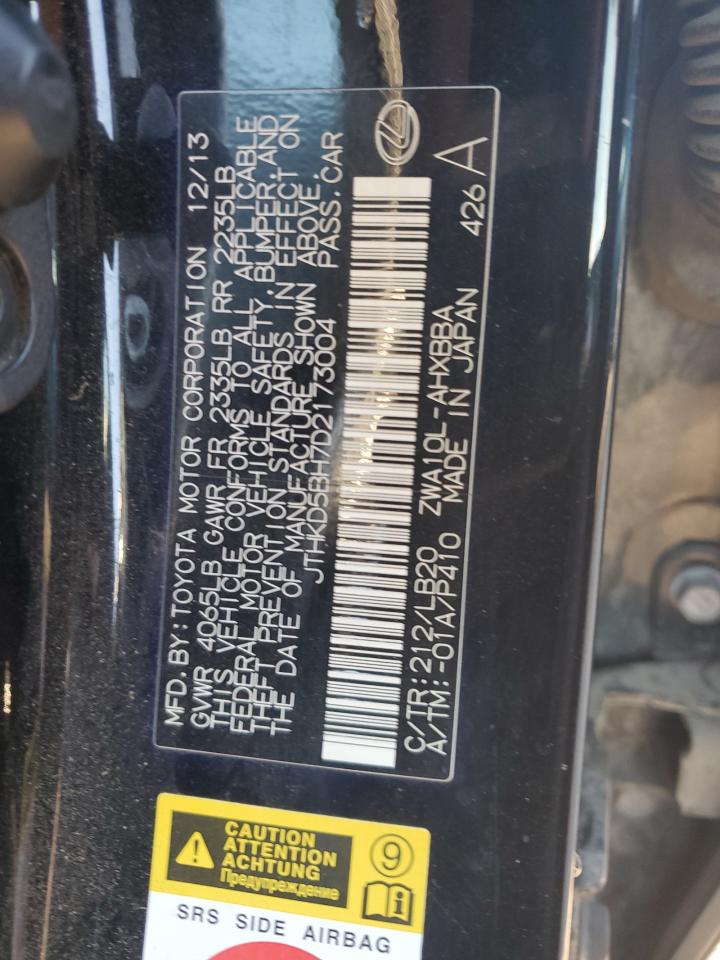 MFD. BY: TOYOTA MOTOR CORPORATION 12/13
GVWR 4065LB GAWR FR 2335LB RR 2235LB
THIS VEHICLE CONFORMS TO ALL APPLICABLE
FEDERAL MOTOR VEHICLE SAFETY, BUMPER, AND
THEFT PREVENTION STANDARDS IN EFFECT ON
THE DATE OF MANUFACTURE SHOWN ABOVE.
JTHKD5BH7D2173004 PASS. CAR
C/TR: 212/LB20 ZWA10L-AHXBBA 426 A
A/TM: -01A/P410 MADE IN JAPAN
CAUTION
ATTENTION
ACHTUNG
Предупреждение
9
SRS SIDE AIRBAG